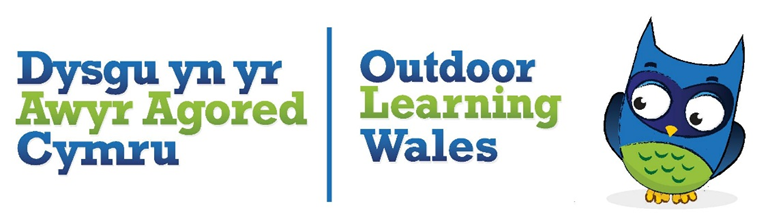 Dysgu yn yr
Awyr Agored
Cymru
Outdoor
Learning
Wales